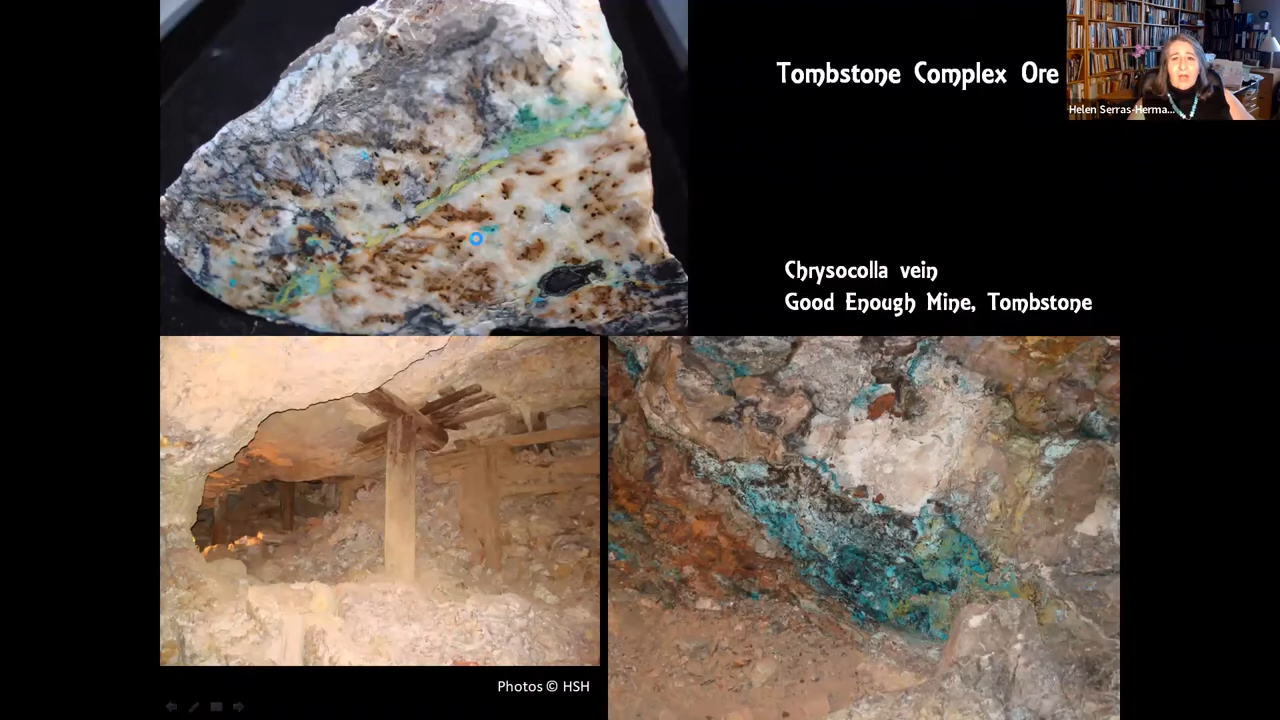 Tombstone Complex Ore
Helen Serras-Herma...
Chrysocolla vein
Good Enough Mine, Tombstone
Photos © HSH